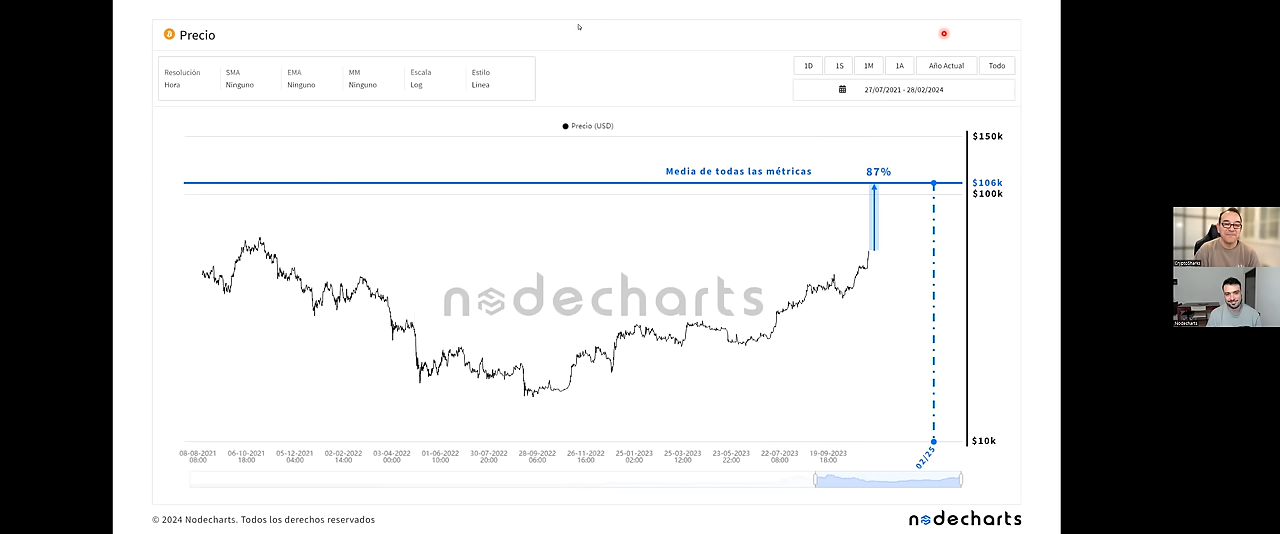 Precio
Resolución SMA EMA MM Escala Estilo
Hora Ninguno Ninguno Ninguno Log Linea
1D 1S 1M 1A Año Actual Todo
27/07/2021 - 28/02/2024
Precio (USD)
$150k
Media de todas las métricas 87%
$106k
$100k
nodecharts
CryptoSharks
Nodecharts
$10k
08-08-2021 06-10-2021 05-12-2021 02-02-2022 03-04-2022 01-06-2022 30-07-2022 28-09-2022 26-11-2022 25-01-2023 25-03-2023 23-05-2023 22-07-2023 19-09-2023
08:00 18:00 04:00 14:00 00:00 10:00 20:00 06:00 16:00 02:00 12:00 22:00 08:00 18:00
02/25
© 2024 Nodecharts. Todos los derechos reservados
nodecharts